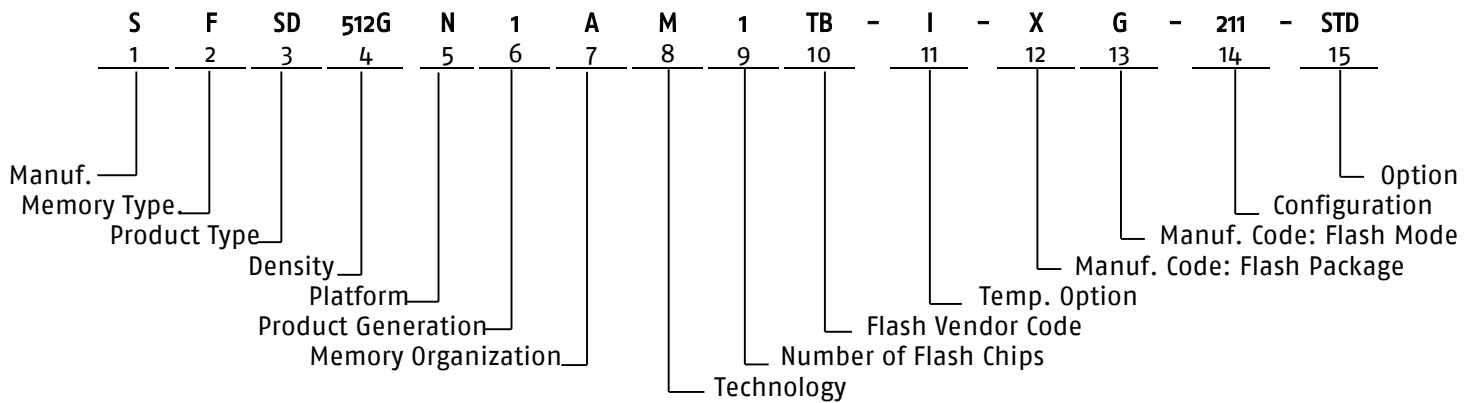 S F SD 512G N 1 A M 1 TB - I - X G - 211 - STD
1 2 3 4 5 6 7 8 9 10 11 12 13 14 15
Manuf. Option
Memory Type. Configuration
Product Type Manuf. Code: Flash Mode
Density Manuf. Code: Flash Package
Platform Temp. Option
Product Generation Flash Vendor Code
Memory Organization Number of Flash Chips
Technology